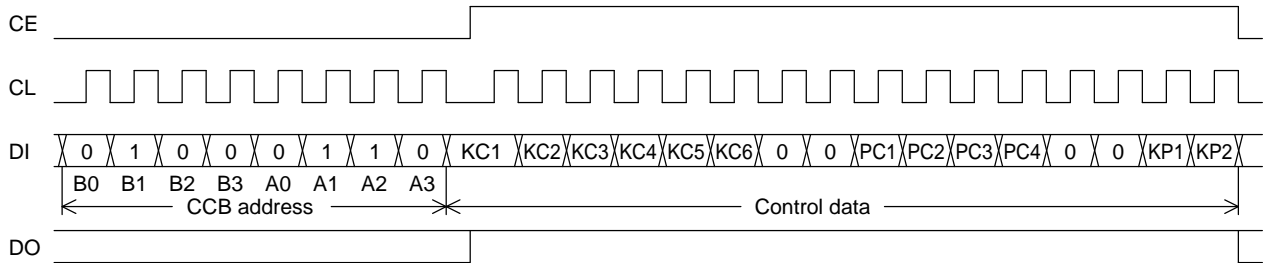 CE
CL
DI 0 1 0 0 0 1 1 0 KC1 KC2 KC3 KC4 KC5 KC6 0 0 PC1 PC2 PC3 PC4 0 0 KP1 KP2
B0 B1 B2 B3 A0 A1 A2 A3
CCB address Control data
DO